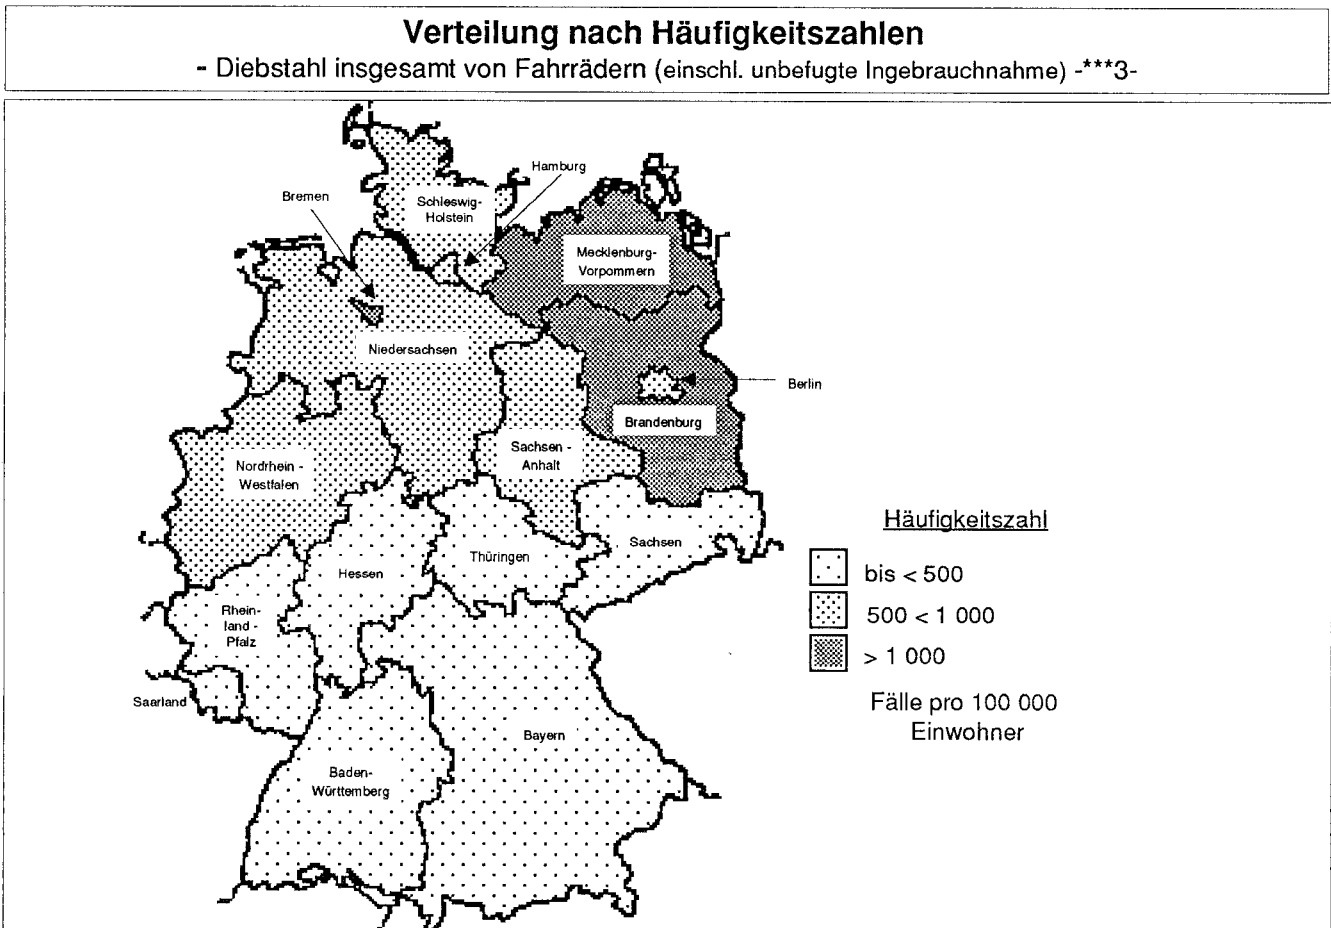 Verteilung nach Häufigkeitszahlen
- Diebstahl insgesamt von Fahrrädern (einschl. unbefugte Ingebrauchnahme) -***3-
Hamburg
Bremen
Schleswig-
Holstein
Mecklenburg-
Vorpommern
Niedersachsen
Berlin
Brandenburg
Sachsen -
Anhalt
Nordrhein -
Westfalen
Sachsen
Thüringen
Hessen
Rhein-
land -
Pfalz
Saarland
Bayern
Baden-
Württemberg
Häufigkeitszahl
bis < 500
500 < 1 000
> 1 000
Fälle pro 100 000
Einwohner